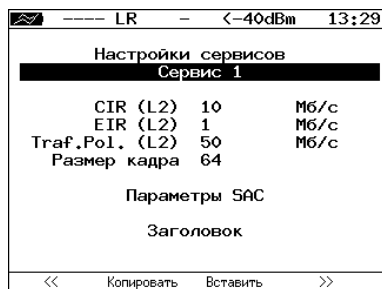 ---- LR - <-40dBm 13:29
Настройки сервисов
Сервис 1
CIR (L2) 10 Мб/с
EIR (L2) 1 Мб/с
Traf.Pol. (L2) 50 Мб/с
Размер кадра 64
Параметры SAC
Заголовок
<< Копировать Вставить >>